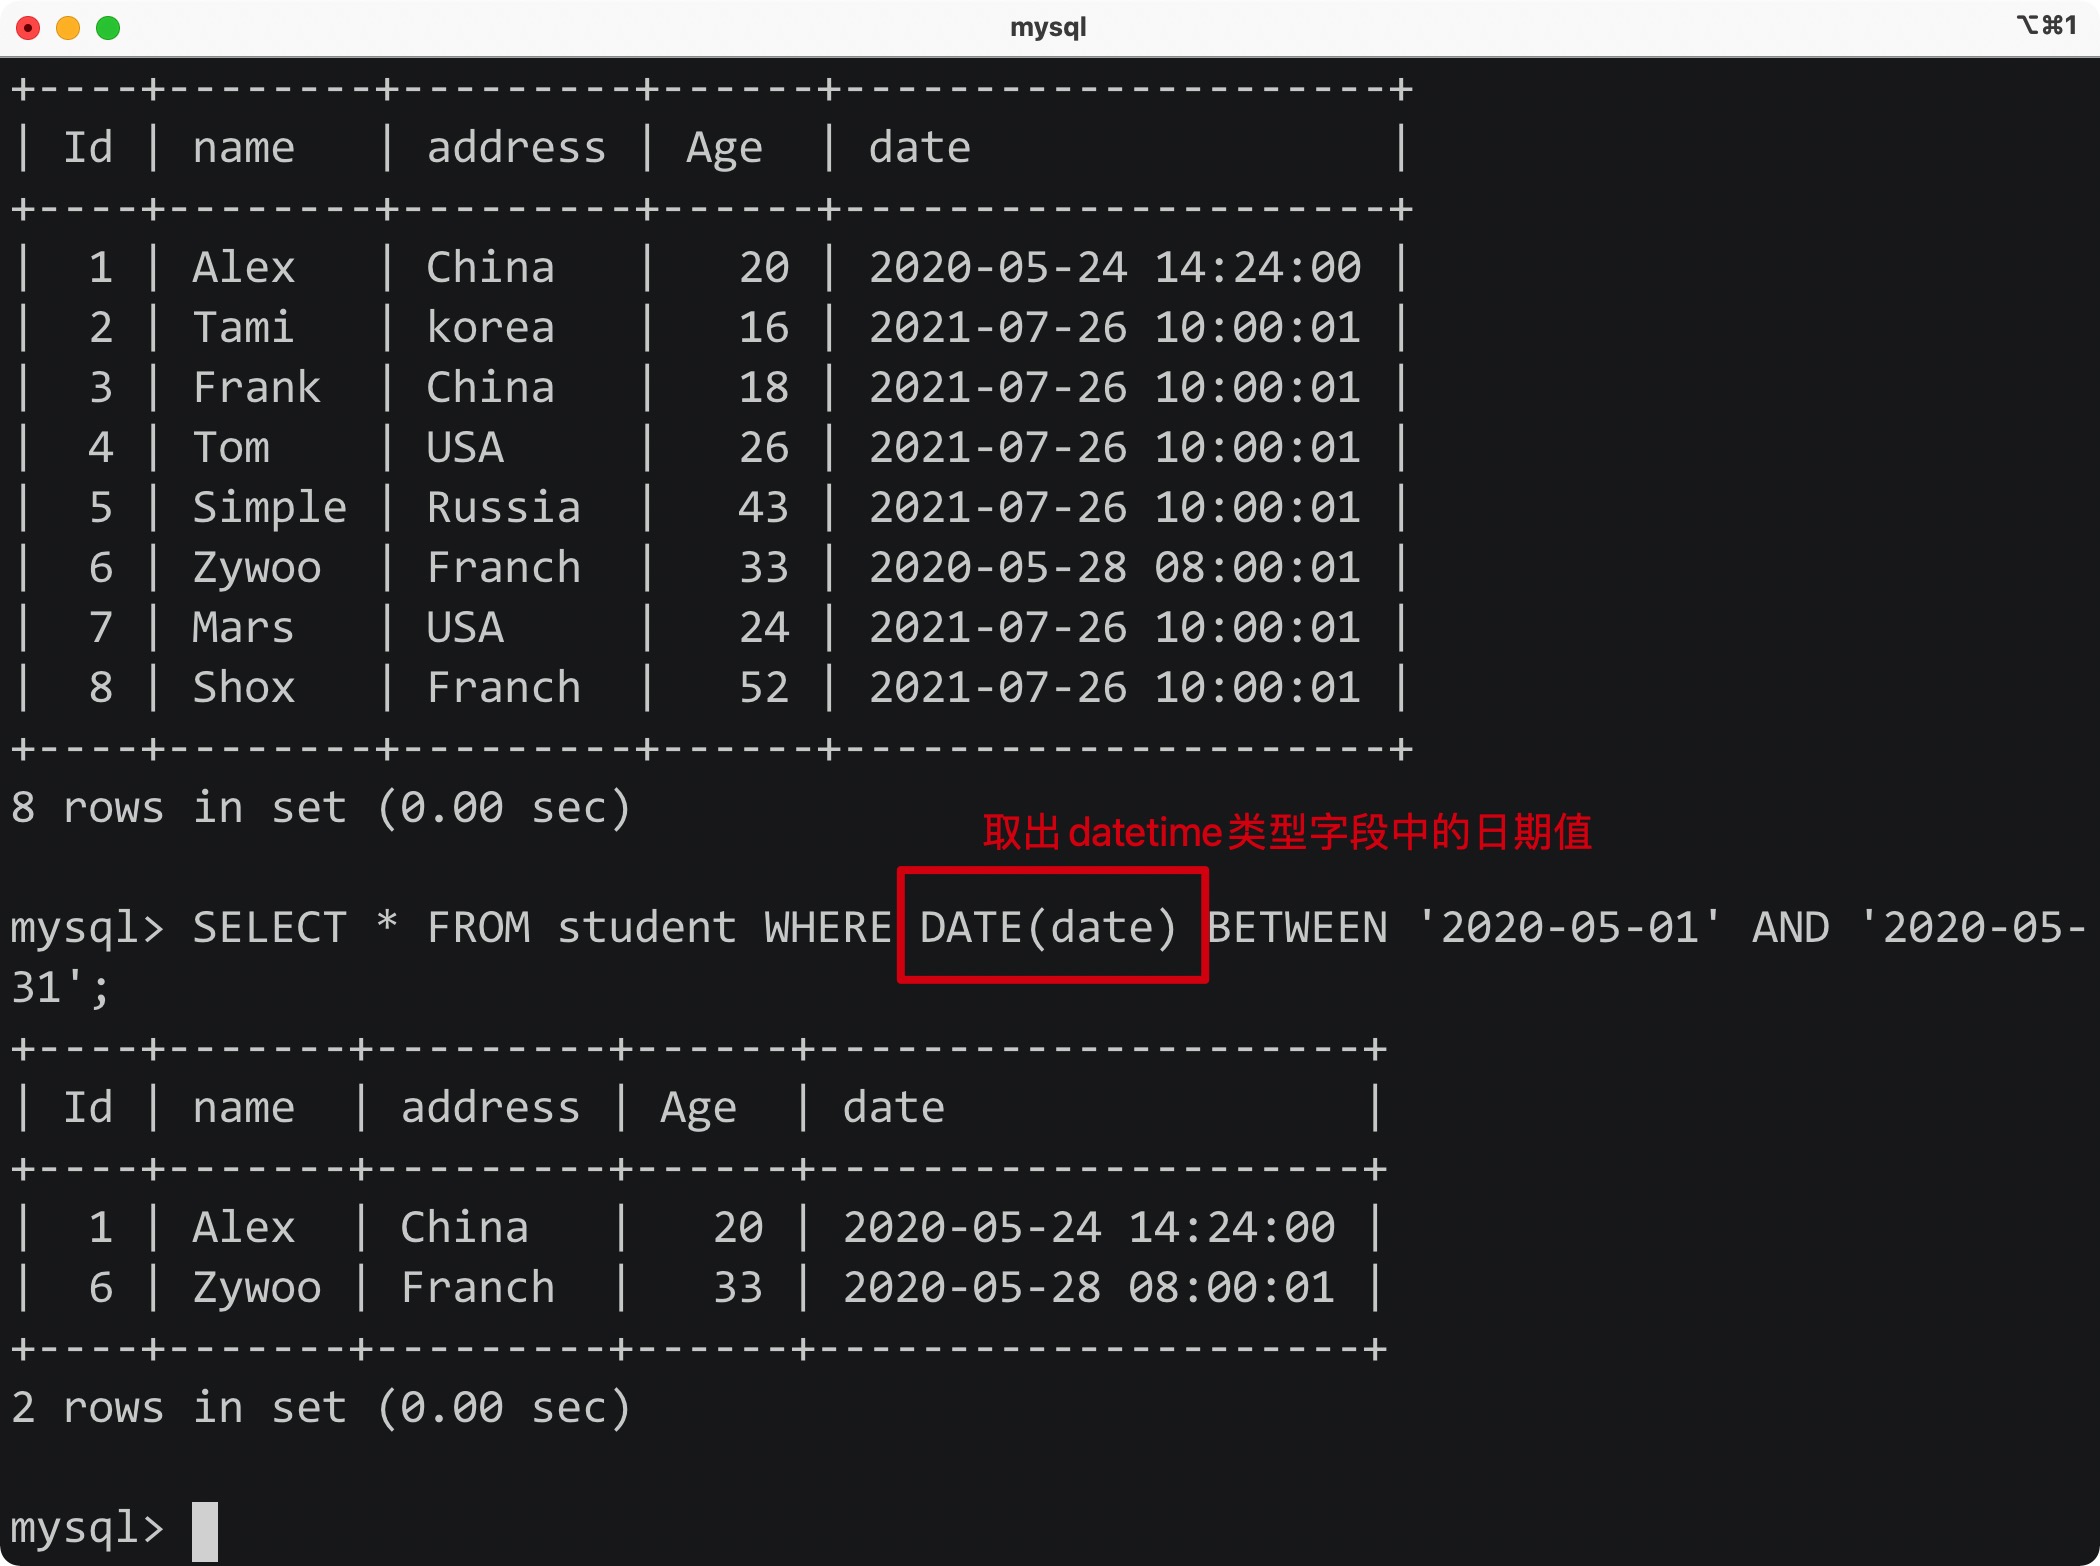 mysql ⌥⌘1
+----+--------+---------+------+---------------------+
| Id | name   | address | Age  | date                |
+----+--------+---------+------+---------------------+
|  1 | Alex   | China   |   20 | 2020-05-24 14:24:00 |
|  2 | Tami   | korea   |   16 | 2021-07-26 10:00:01 |
|  3 | Frank  | China   |   18 | 2021-07-26 10:00:01 |
|  4 | Tom    | USA     |   26 | 2021-07-26 10:00:01 |
|  5 | Simple | Russia  |   43 | 2021-07-26 10:00:01 |
|  6 | Zywoo  | Franch  |   33 | 2020-05-28 08:00:01 |
|  7 | Mars   | USA     |   24 | 2021-07-26 10:00:01 |
|  8 | Shox   | Franch  |   52 | 2021-07-26 10:00:01 |
+----+--------+---------+------+---------------------+
8 rows in set (0.00 sec)
取出datetime类型字段中的日期值
mysql> SELECT * FROM student WHERE DATE(date) BETWEEN '2020-05-01' AND '2020-05-
31';
+----+-------+---------+------+---------------------+
| Id | name  | address | Age  | date                |
+----+-------+---------+------+---------------------+
|  1 | Alex  | China   |   20 | 2020-05-24 14:24:00 |
|  6 | Zywoo | Franch  |   33 | 2020-05-28 08:00:01 |
+----+-------+---------+------+---------------------+
2 rows in set (0.00 sec)
mysql>